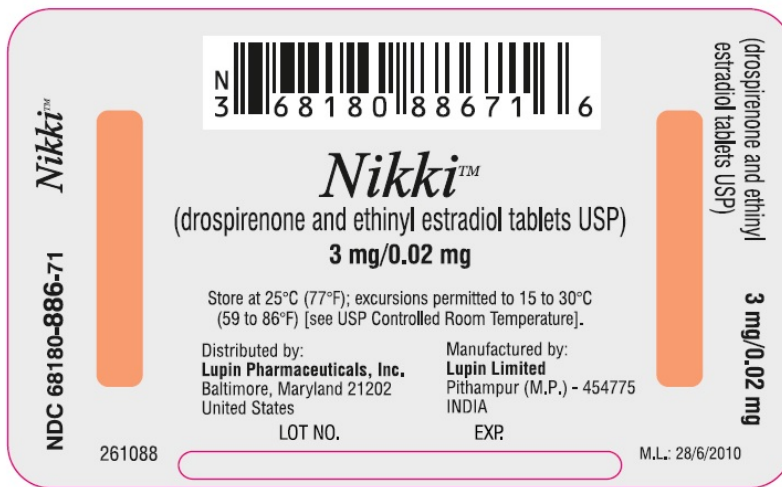 N
3 68180 88671 6
Nikki™
(drospirenone and ethinyl estradiol tablets USP)
3 mg/0.02 mg
Store at 25°C (77°F); excursions permitted to 15 to 30°C
(59 to 86°F) [see USP Controlled Room Temperature].
Distributed by:
Lupin Pharmaceuticals, Inc.
Baltimore, Maryland 21202
United States
Manufactured by:
Lupin Limited
Pithampur (M.P.) - 454775
INDIA
LOT NO.
EXP.
261088
M.L.: 28/6/2010
NDC 68180-886-71
Nikki™
(drospirenone and ethinyl
estradiol tablets USP)
3 mg/0.02 mg